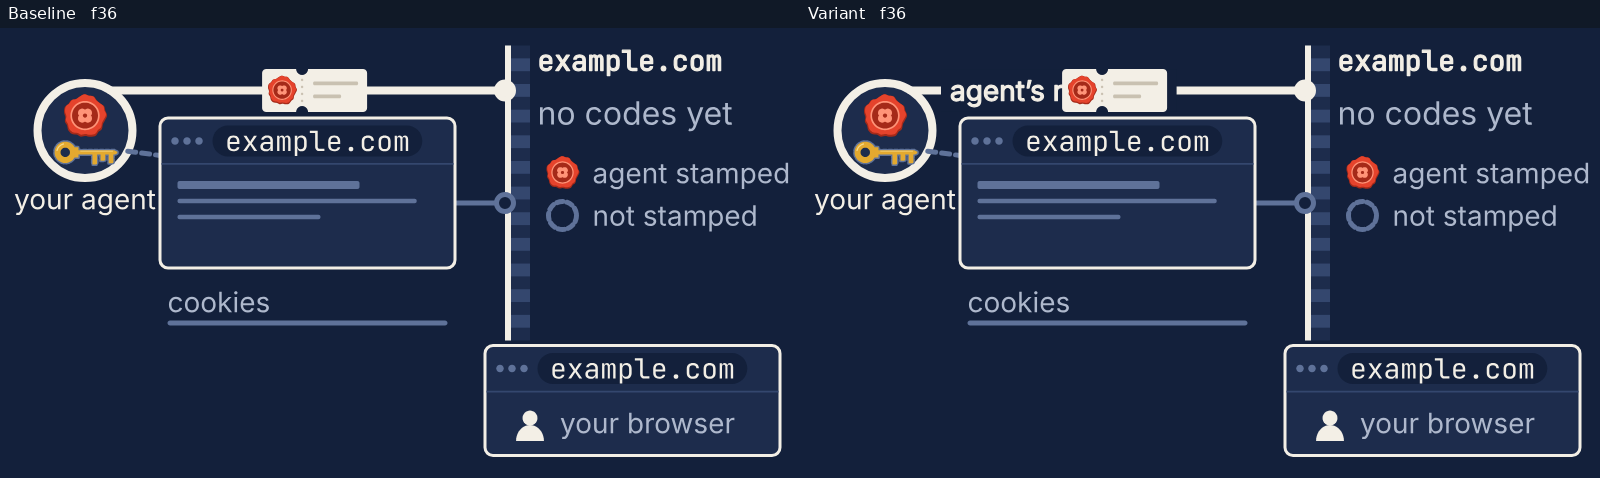 Baseline f36
example.com
no codes yet
example.com
agent stamped
your agent
not stamped
cookies
example.com
your browser
Variant f36
example.com
agent's
no codes yet
example.com
agent stamped
your agent
not stamped
cookies
example.com
your browser